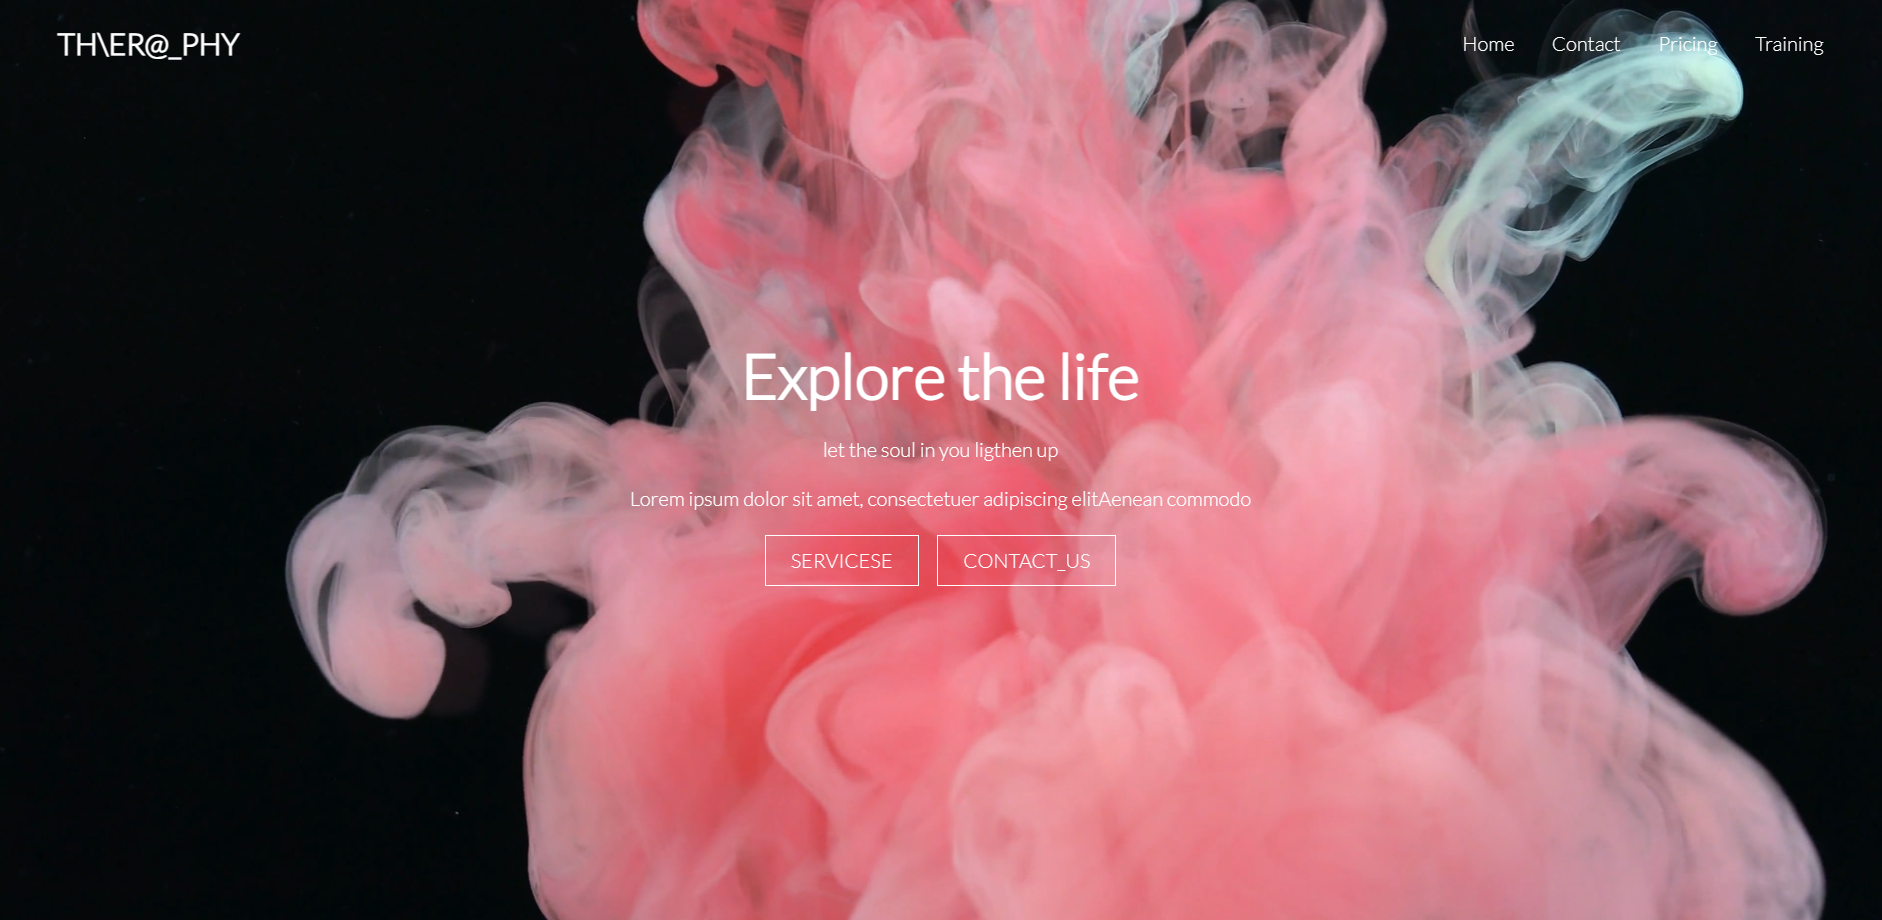 TH\ER@_PHY
Home Contact Pricing Training
Explore the life
let the soul in you ligthen up
Lorem ipsum dolor sit amet, consectetuer adipiscing elitAenean commodo
SERVICESE CONTACT_US